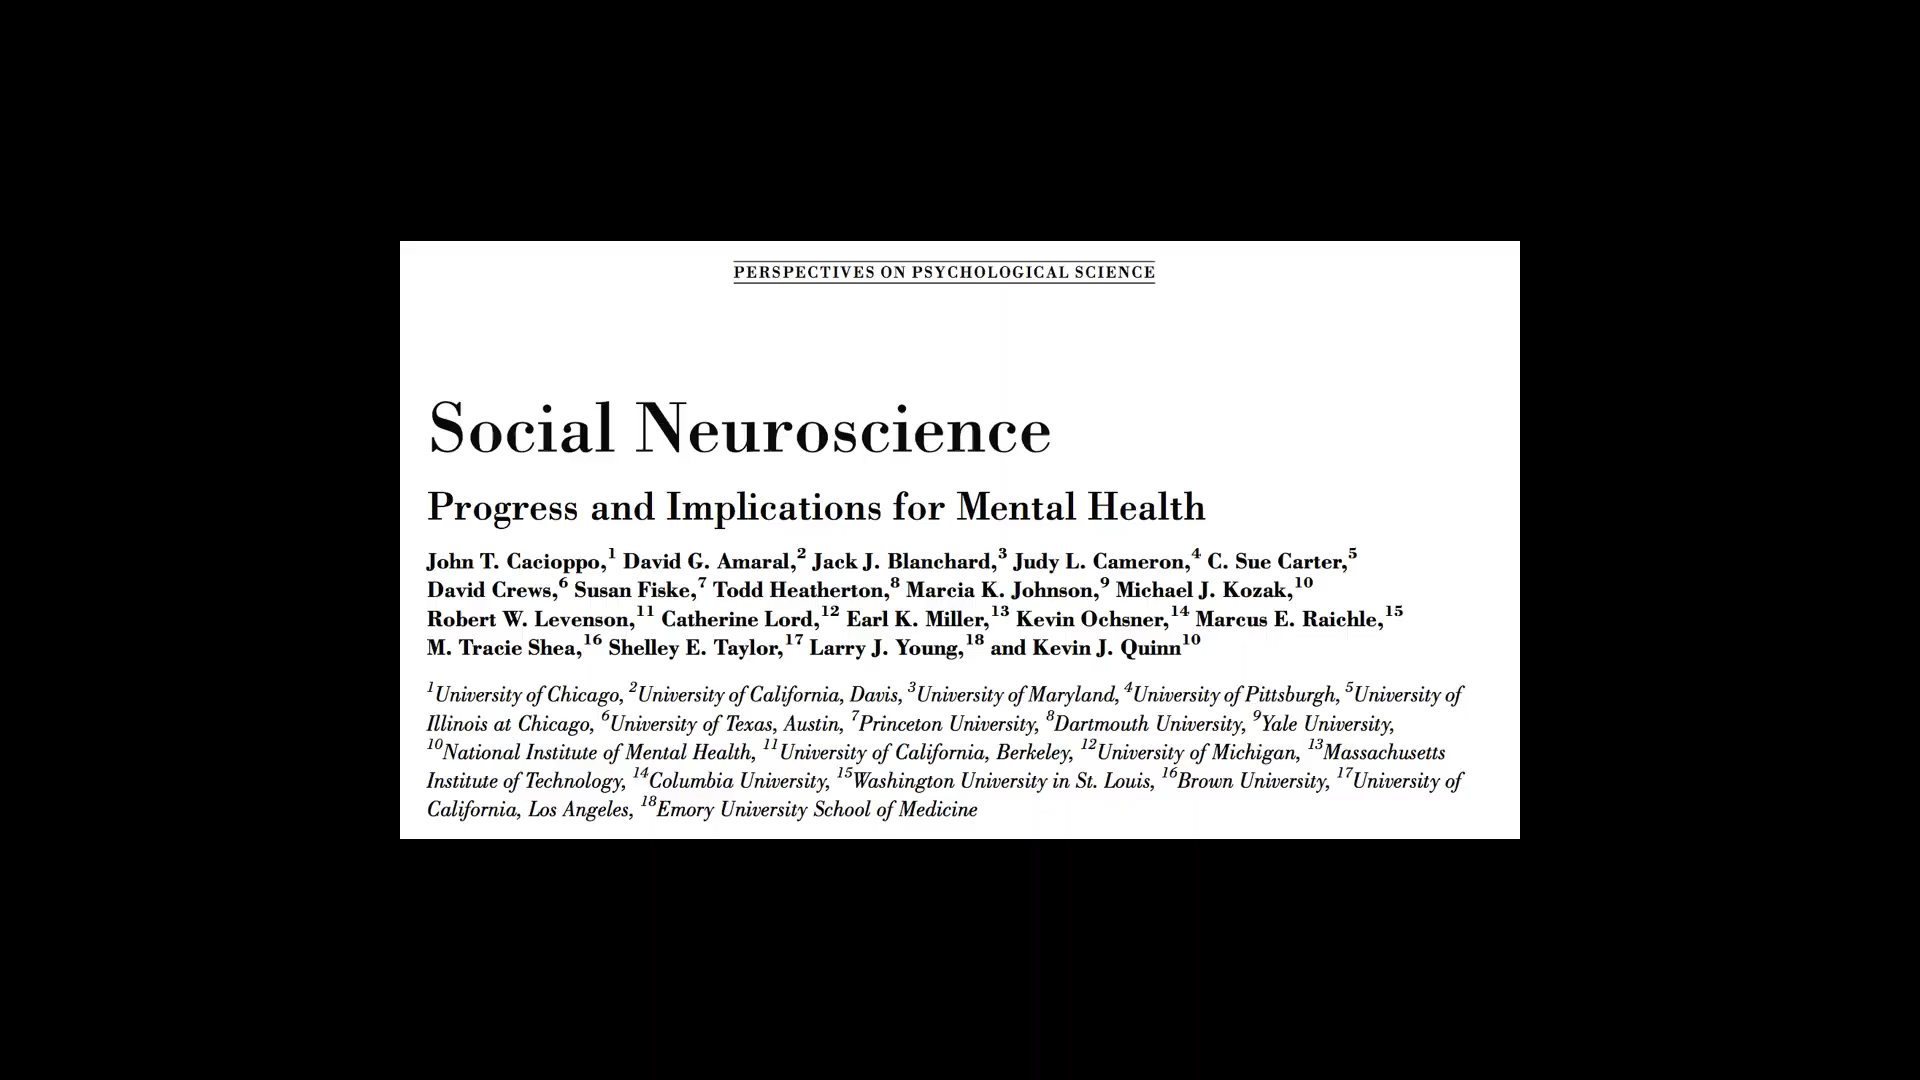 PERSPECTIVES ON PSYCHOLOGICAL SCIENCE
Social Neuroscience
Progress and Implications for Mental Health
John T. Cacioppo,1 David G. Amaral,2 Jack J. Blanchard,3 Judy L. Cameron,4 C. Sue Carter,5
David Crews,6 Susan Fiske,7 Todd Heatherton,8 Marcia K. Johnson,9 Michael J. Kozak,10
Robert W. Levenson,11 Catherine Lord,12 Earl K. Miller,13 Kevin Ochsner,14 Marcus E. Raichle,15
M. Tracie Shea,16 Shelley E. Taylor,17 Larry J. Young,18 and Kevin J. Quinn10
1University of Chicago, 2University of California, Davis, 3University of Maryland, 4University of Pittsburgh, 5University of
Illinois at Chicago, 6University of Texas, Austin, 7Princeton University, 8Dartmouth University, 9Yale University,
10National Institute of Mental Health, 11University of California, Berkeley, 12University of Michigan, 13Massachusetts
Institute of Technology, 14Columbia University, 15Washington University in St. Louis, 16Brown University, 17University of
California, Los Angeles, 18Emory University School of Medicine